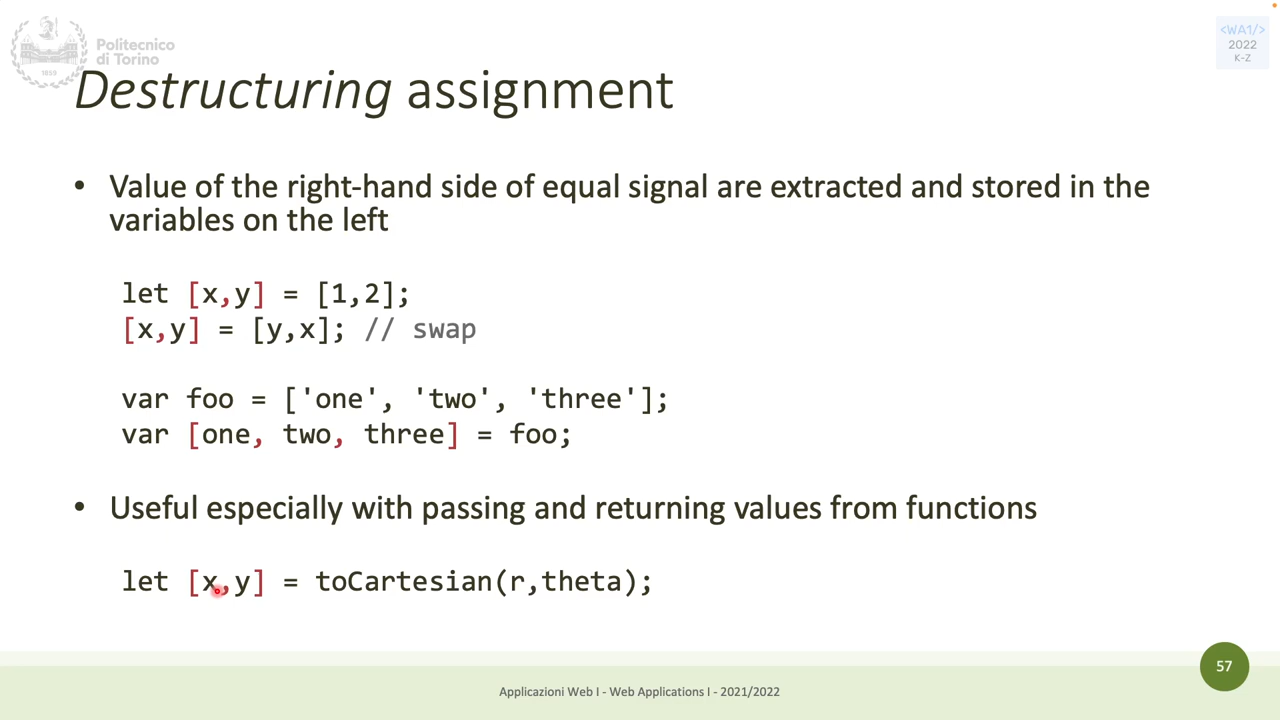 Politecnico
di Torino
1859
<WA1/>
2022
K-Z
Destructuring assignment
• Value of the right-hand side of equal signal are extracted and stored in the
variables on the left
let [x,y] = [1,2];
[x,y] = [y,x]; // swap
var foo = ['one', 'two', 'three'];
var [one, two, three] = foo;
• Useful especially with passing and returning values from functions
let [x,y] = toCartesian(r,theta);
57
Applicazioni Web I - Web Applications I - 2021/2022